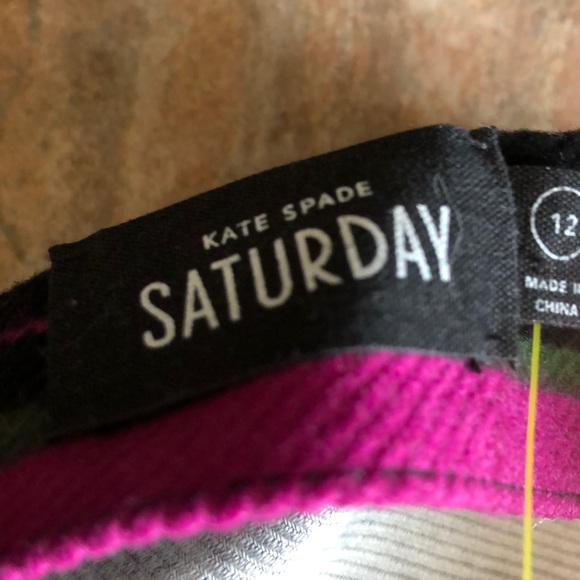 KATE SPADE
SATURDAY
12
MADE IN
CHINA